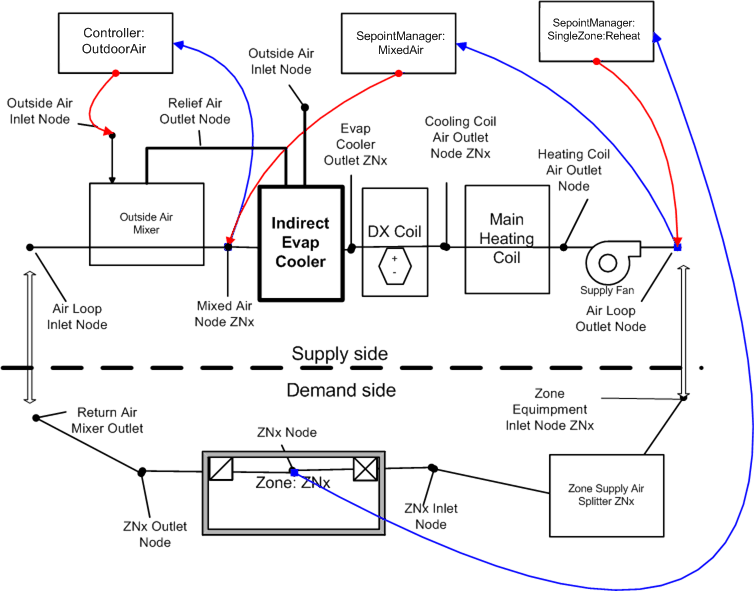 Controller:
OutdoorAir
SepointManager:
MixedAir
SepointManager:
SingleZone:Reheat
Outside Air
Inlet Node
Outside Air
Inlet Node
Relief Air
Outlet Node
Evap
Cooler
Outlet ZNx
Cooling Coil
Air Outlet
Node ZNx
Heating Coil
Air Outlet
Node
Outside Air
Mixer
Indirect
Evap
Cooler
DX Coil
+
-
Main
Heating
Coil
Supply Fan
Air Loop
Inlet Node
Mixed Air
Node ZNx
Air Loop
Outlet Node
Supply side
Demand side
Return Air
Mixer Outlet
ZNx Node
Zone
Equimpment
Inlet Node ZNx
Zone: ZNx
ZNx Outlet
Node
ZNx Inlet
Node
Zone Supply Air
Splitter ZNx